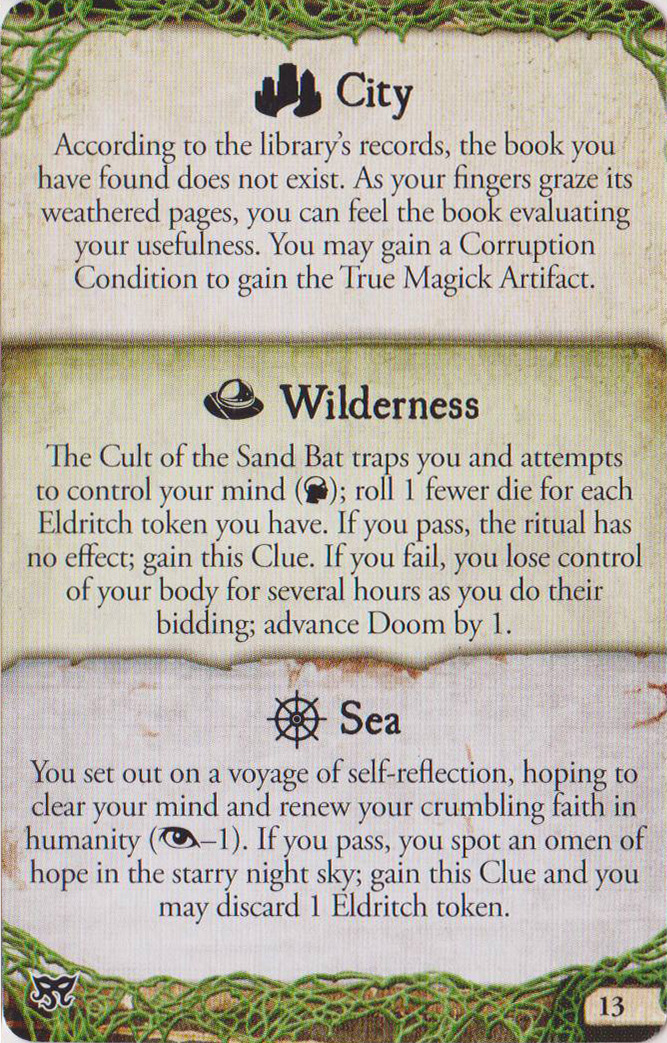 City
According to the library's records, the book you
have found does not exist. As your fingers graze its
weathered pages, you can feel the book evaluating
your usefulness. You may gain a Corruption
Condition to gain the True Magick Artifact.
Wilderness
The Cult of the Sand Bat traps you and attempts
to control your mind (); roll 1 fewer die for each
Eldritch token you have. If you pass, the ritual has
no effect; gain this Clue. If you fail, you lose control
of your body for several hours as you do their
bidding; advance Doom by 1.
Sea
You set out on a voyage of self-reflection, hoping to
clear your mind and renew your crumbling faith in
humanity (–1). If you pass, you spot an omen of
hope in the starry night sky; gain this Clue and you
may discard 1 Eldritch token.
13